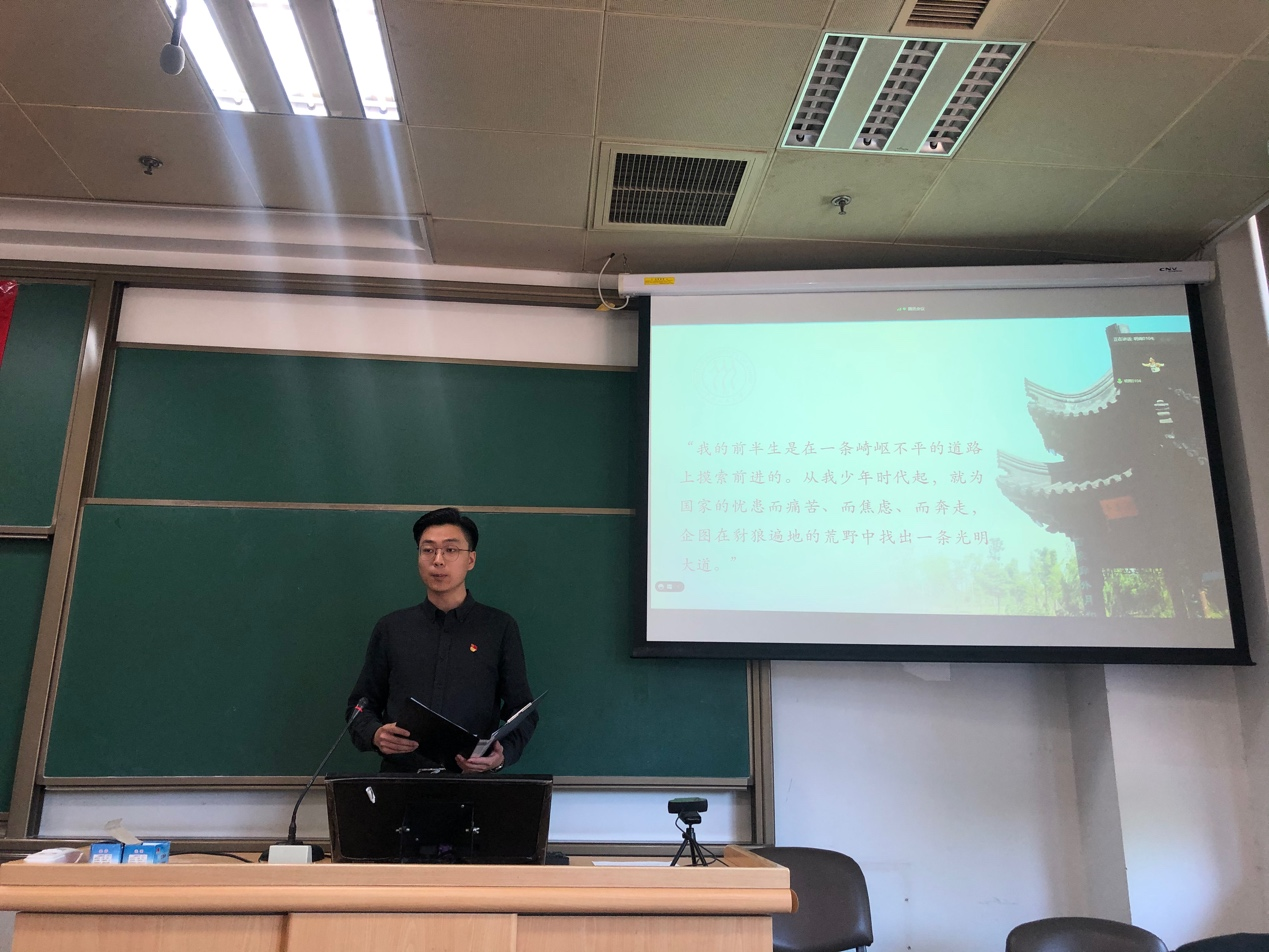 “我的前半生是在一条崎岖不平的道路
上摸索前进的。从我少年时代起，就为
国家的忧患而痛苦、而焦虑、而奔走，
企图在豺狼遍地的荒野中找出一条光明
大道。”